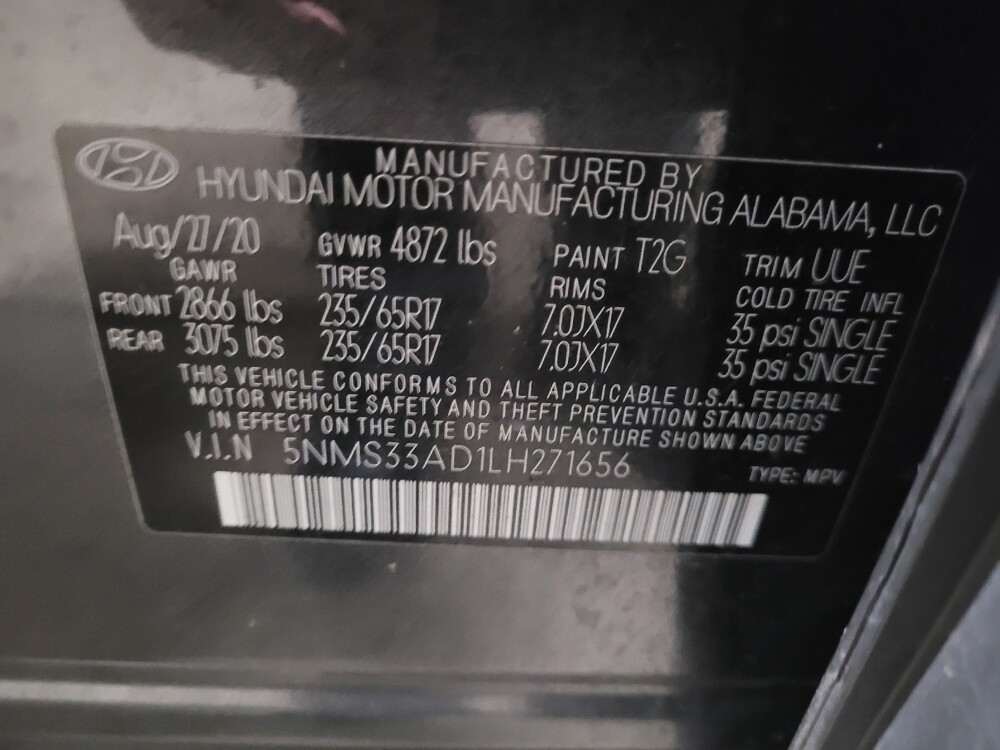 MANUFACTURED BY
HYUNDAI MOTOR MANUFACTURING ALABAMA, LLC
Aug/27/20 GVWR 4872 lbs PAINT T2G TRIM UUE
GAWR TIRES RIMS COLD TIRE INFL
FRONT 2866 lbs 235/65R17 7.0JX17 35 psi SINGLE
REAR 3075 lbs 235/65R17 7.0JX17 35 psi SINGLE
THIS VEHICLE CONFORMS TO ALL APPLICABLE U.S.A. FEDERAL
MOTOR VEHICLE SAFETY AND THEFT PREVENTION STANDARDS
IN EFFECT ON THE DATE OF MANUFACTURE SHOWN ABOVE
V.I.N 5NMS33AD1LH271656 TYPE: MPV